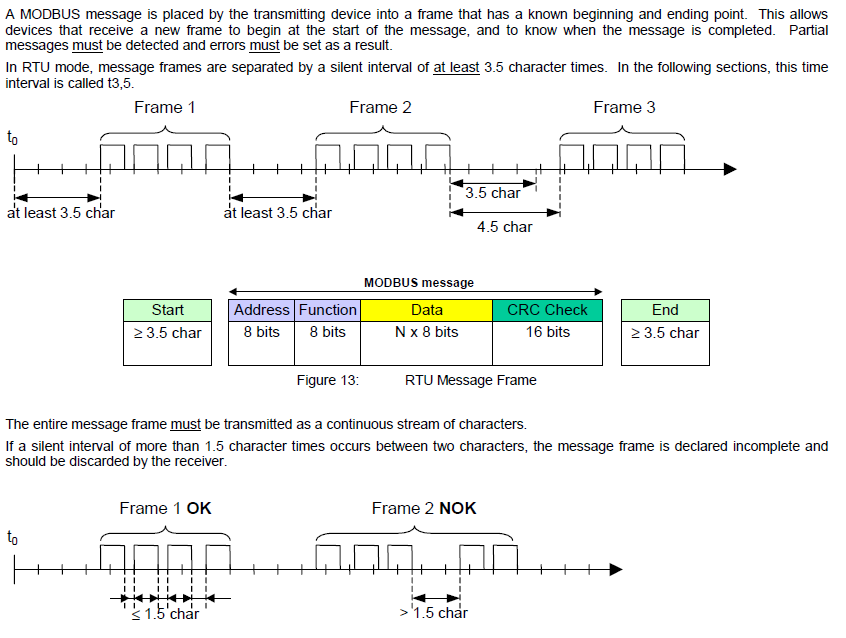 A MODBUS message is placed by the transmitting device into a frame that has a known beginning and ending point. This allows
devices that receive a new frame to begin at the start of the message, and to know when the message is completed. Partial
messages must be detected and errors must be set as a result.
In RTU mode, message frames are separated by a silent interval of at least 3.5 character times. In the following sections, this time
interval is called t3,5.
Frame 1 Frame 2 Frame 3
t0
3.5 char
at least 3.5 char at least 3.5 char
4.5 char
MODBUS message
Start Address Function Data CRC Check End
≥ 3.5 char 8 bits 8 bits N x 8 bits 16 bits ≥ 3.5 char
Figure 13: RTU Message Frame
The entire message frame must be transmitted as a continuous stream of characters.
If a silent interval of more than 1.5 character times occurs between two characters, the message frame is declared incomplete and
should be discarded by the receiver.
Frame 1 OK Frame 2 NOK
t0
≤ 1.5 char > 1.5 char